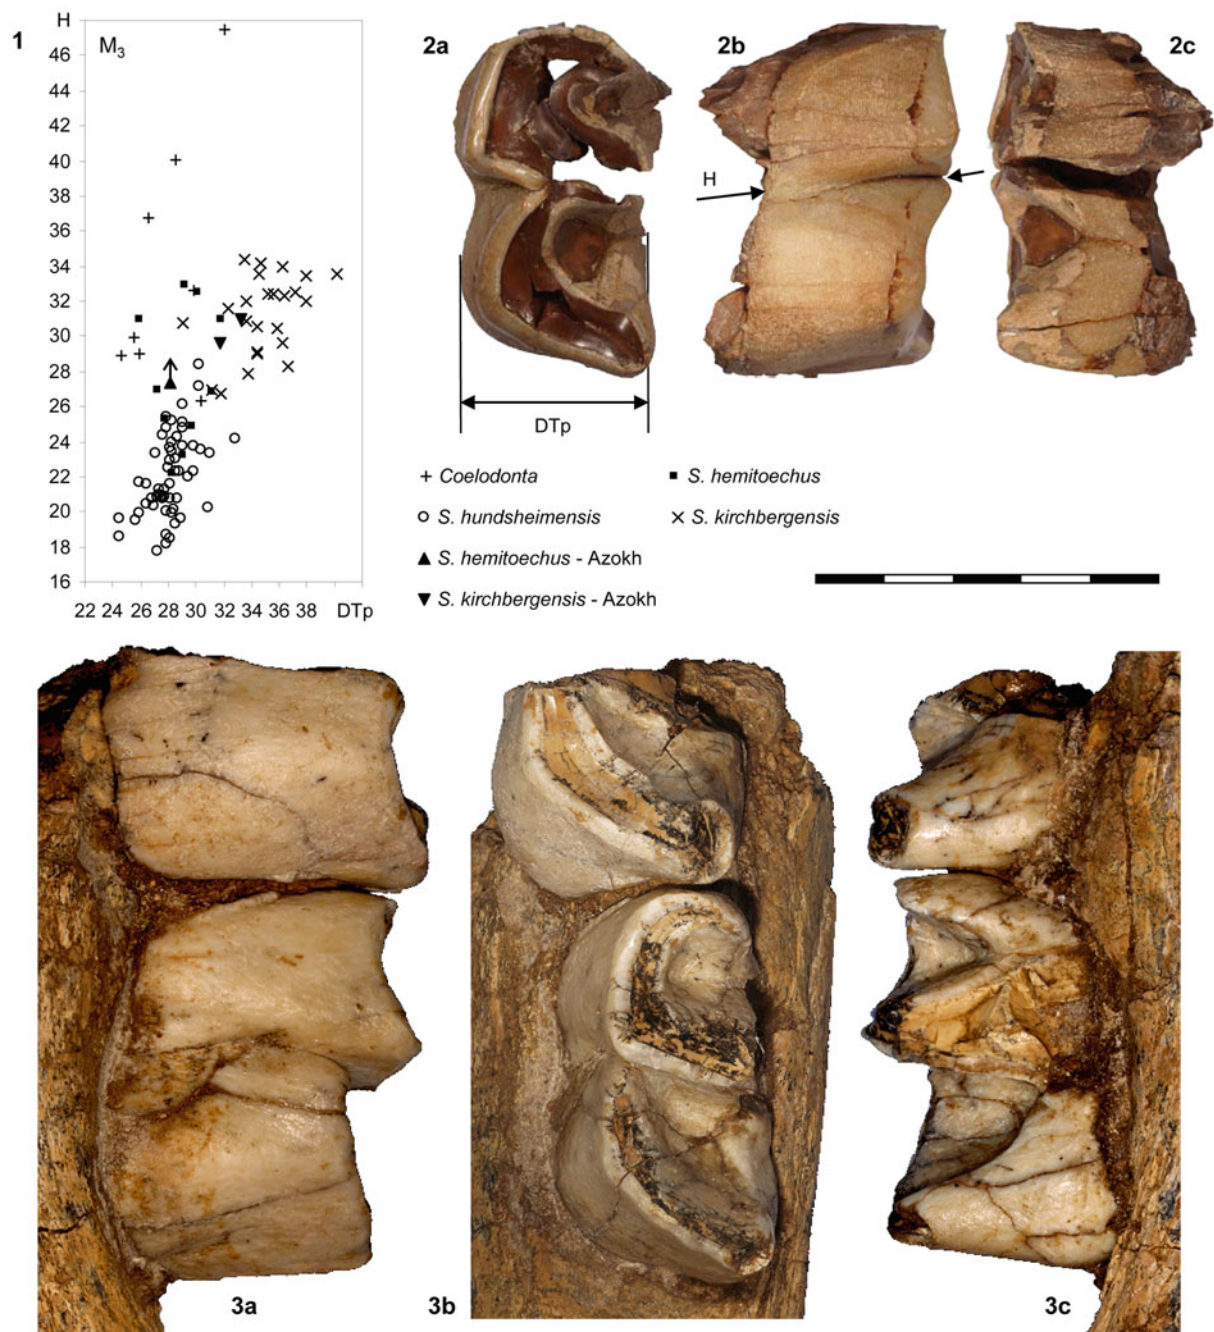 1
H
M₃
46
44
42
40
38
36
34
32
30
28
26
24
22
20
18
16
22 24 26 28 30 32 34 36 38 DTp
2a
2b
2c
H
DTp
+ Coelodonta
■ S. hemitoechus
○ S. hundsheimensis
× S. kirchbergensis
▲ S. hemitoechus - Azokh
▼ S. kirchbergensis - Azokh
3a
3b
3c